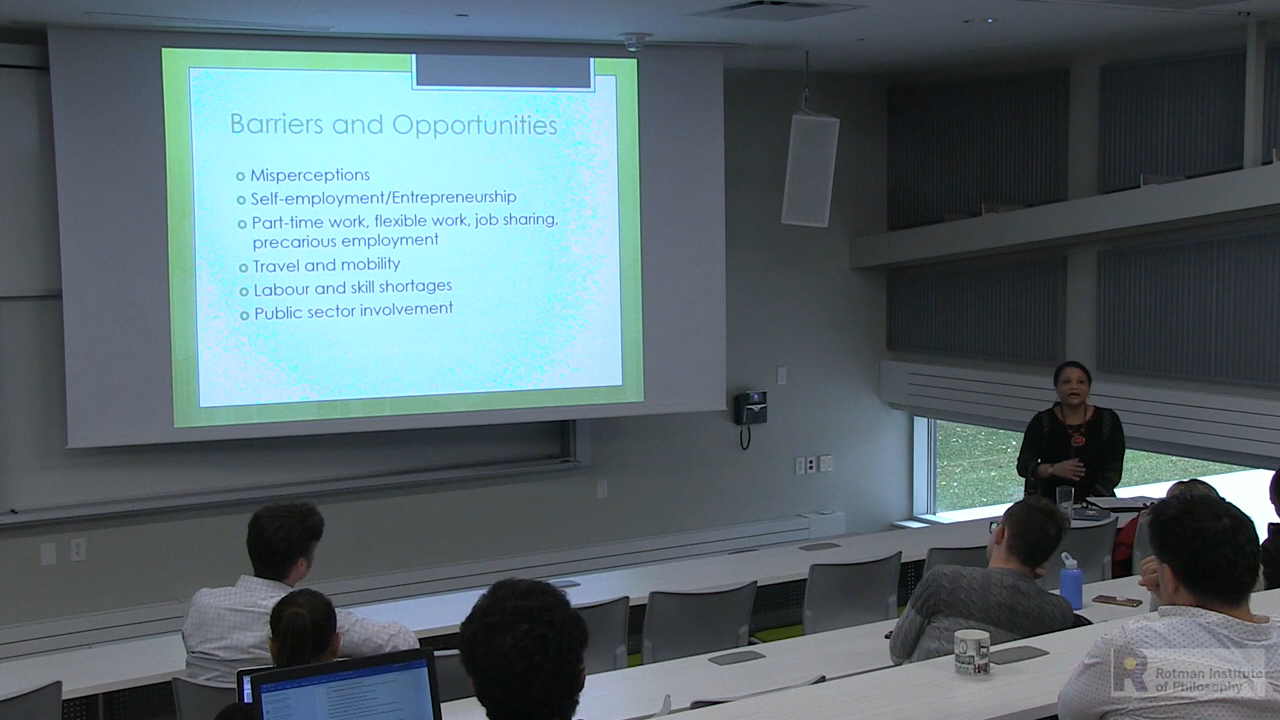 Barriers and Opportunities
Misperceptions
Self-employment/Entrepreneurship
Part-time work, flexible work, job sharing,
precarious employment
Travel and mobility
Labour and skill shortages
Public sector involvement
Rotman Institute
of Philosophy